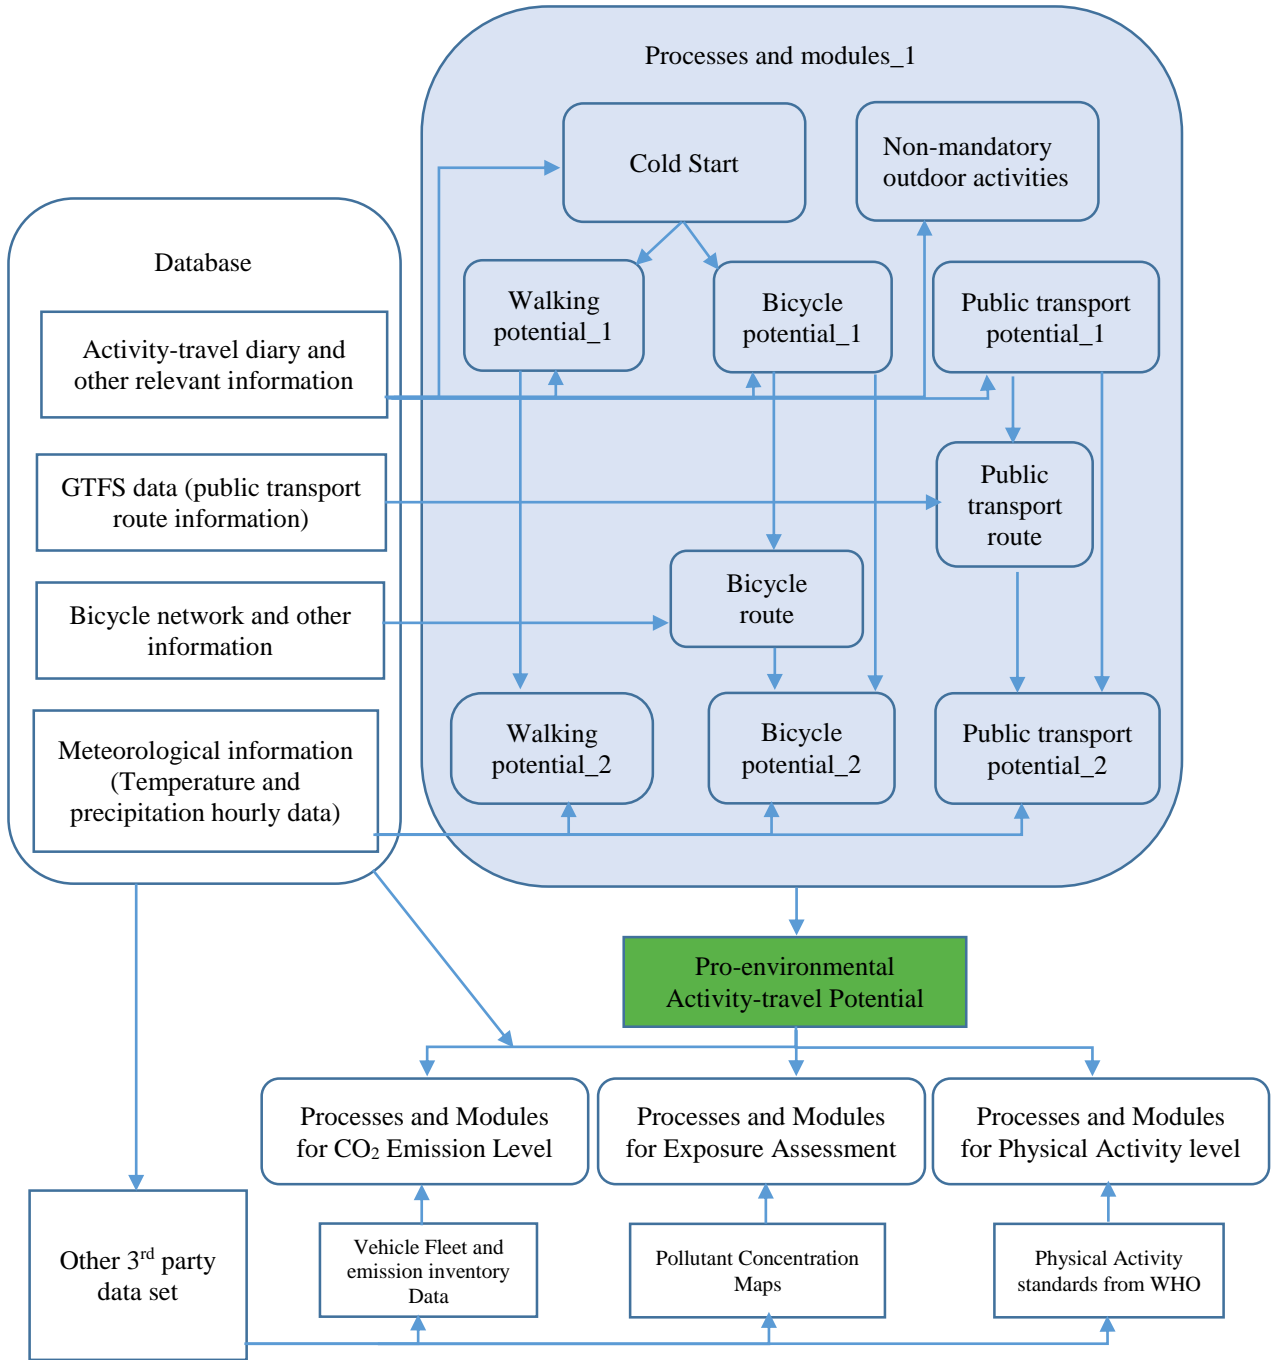 Processes and modules_1
Cold Start
Non-mandatory
outdoor activities
Database
Walking
potential_1
Bicycle
potential_1
Public transport
potential_1
Activity-travel diary and
other relevant information
GTFS data (public transport
route information)
Public
transport
route
Bicycle network and other
information
Bicycle
route
Meteorological information
(Temperature and
precipitation hourly data)
Walking
potential_2
Bicycle
potential_2
Public transport
potential_2
Pro-environmental
Activity-travel Potential
Processes and Modules
for CO₂ Emission Level
Processes and Modules
for Exposure Assessment
Processes and Modules
for Physical Activity level
Other 3rd party
data set
Vehicle Fleet and
emission inventory
Data
Pollutant Concentration
Maps
Physical Activity
standards from WHO